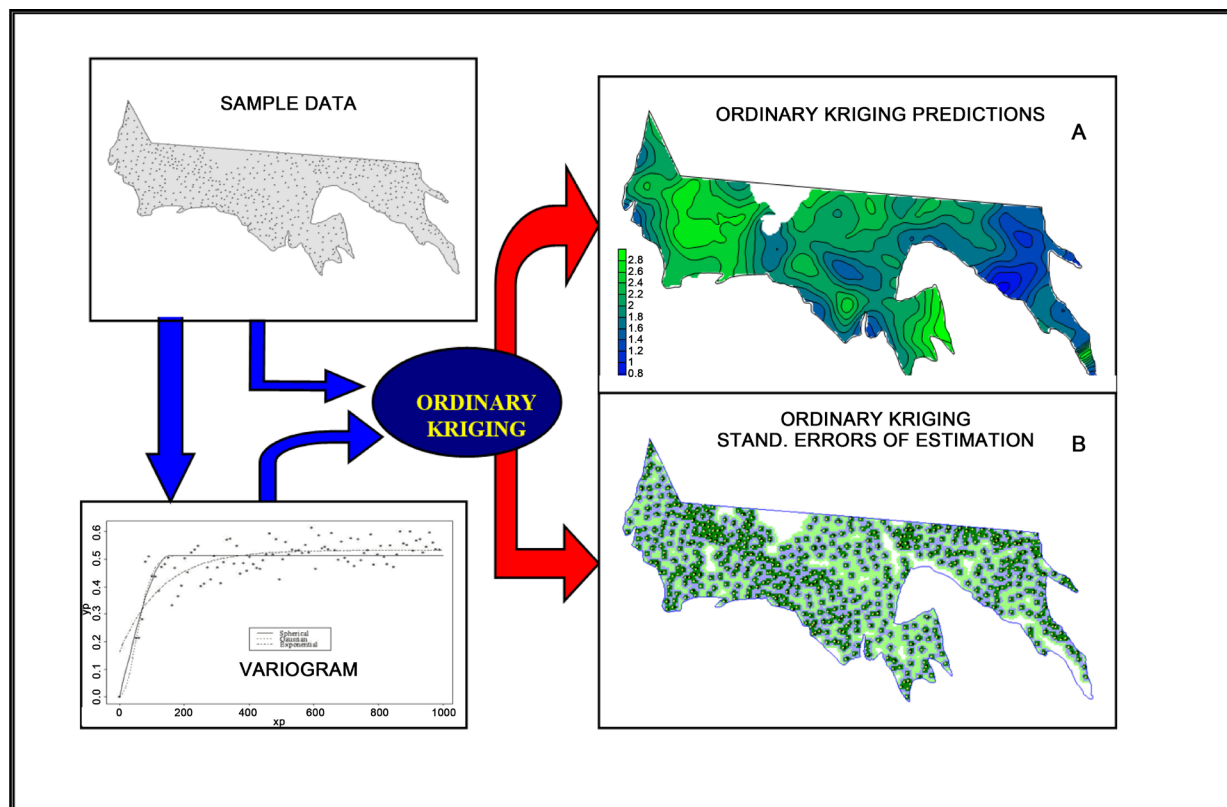 SAMPLE DATA
ORDINARY KRIGING PREDICTIONS
A
2.8
2.6
2.4
2.2
2
1.8
1.6
1.4
1.2
1
0.8
ORDINARY
KRIGING
ORDINARY KRIGING
STAND. ERRORS OF ESTIMATION
B
0.6
0.5
0.4
0.3
0.2
0.1
0.0
yp
Spherical
Gaussian
Exponential
VARIOGRAM
0 200 400 600 800 1000
xp